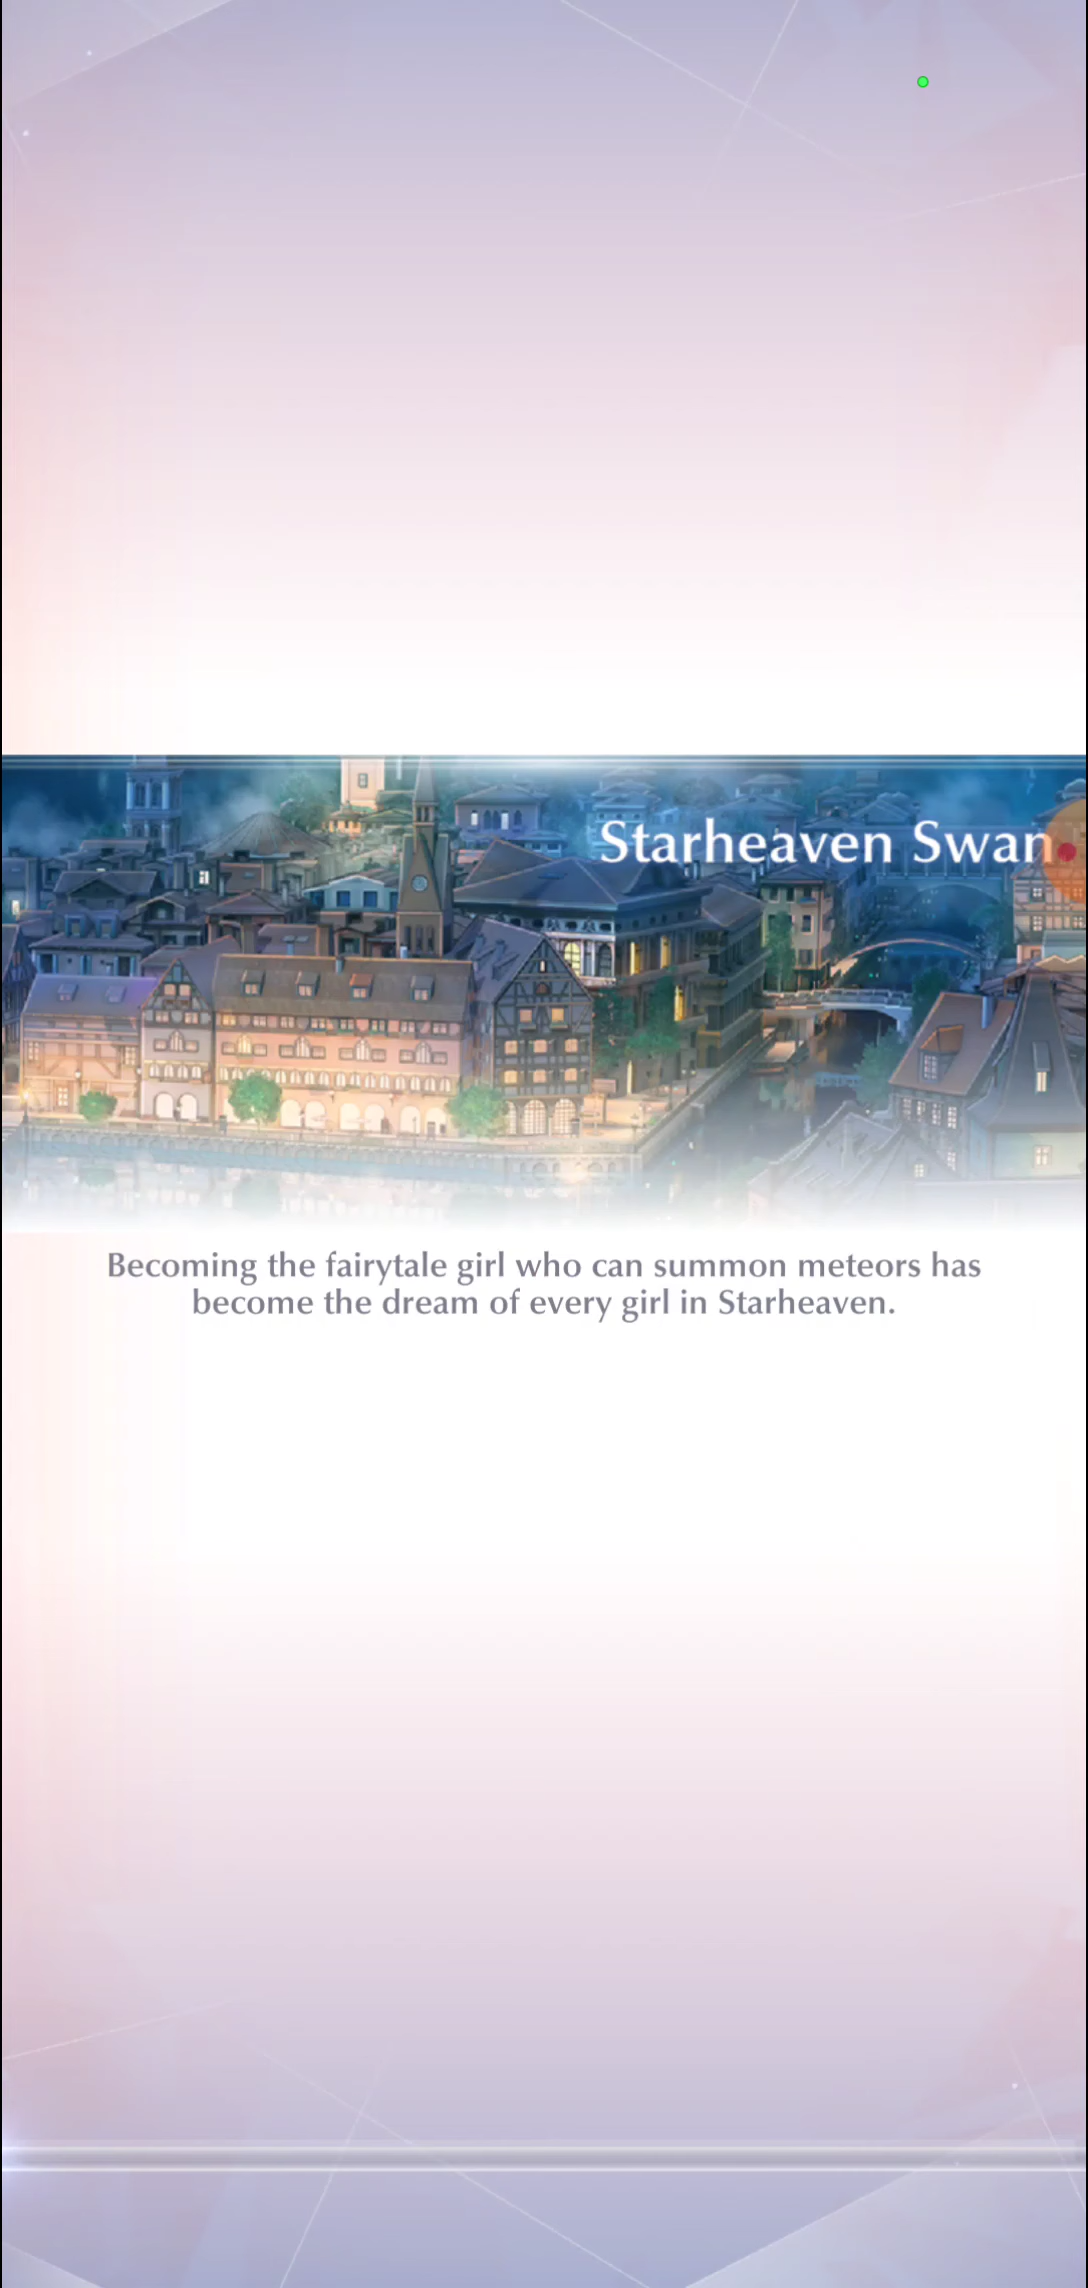 Starheaven Swan
Becoming the fairytale girl who can summon meteors has
become the dream of every girl in Starheaven.